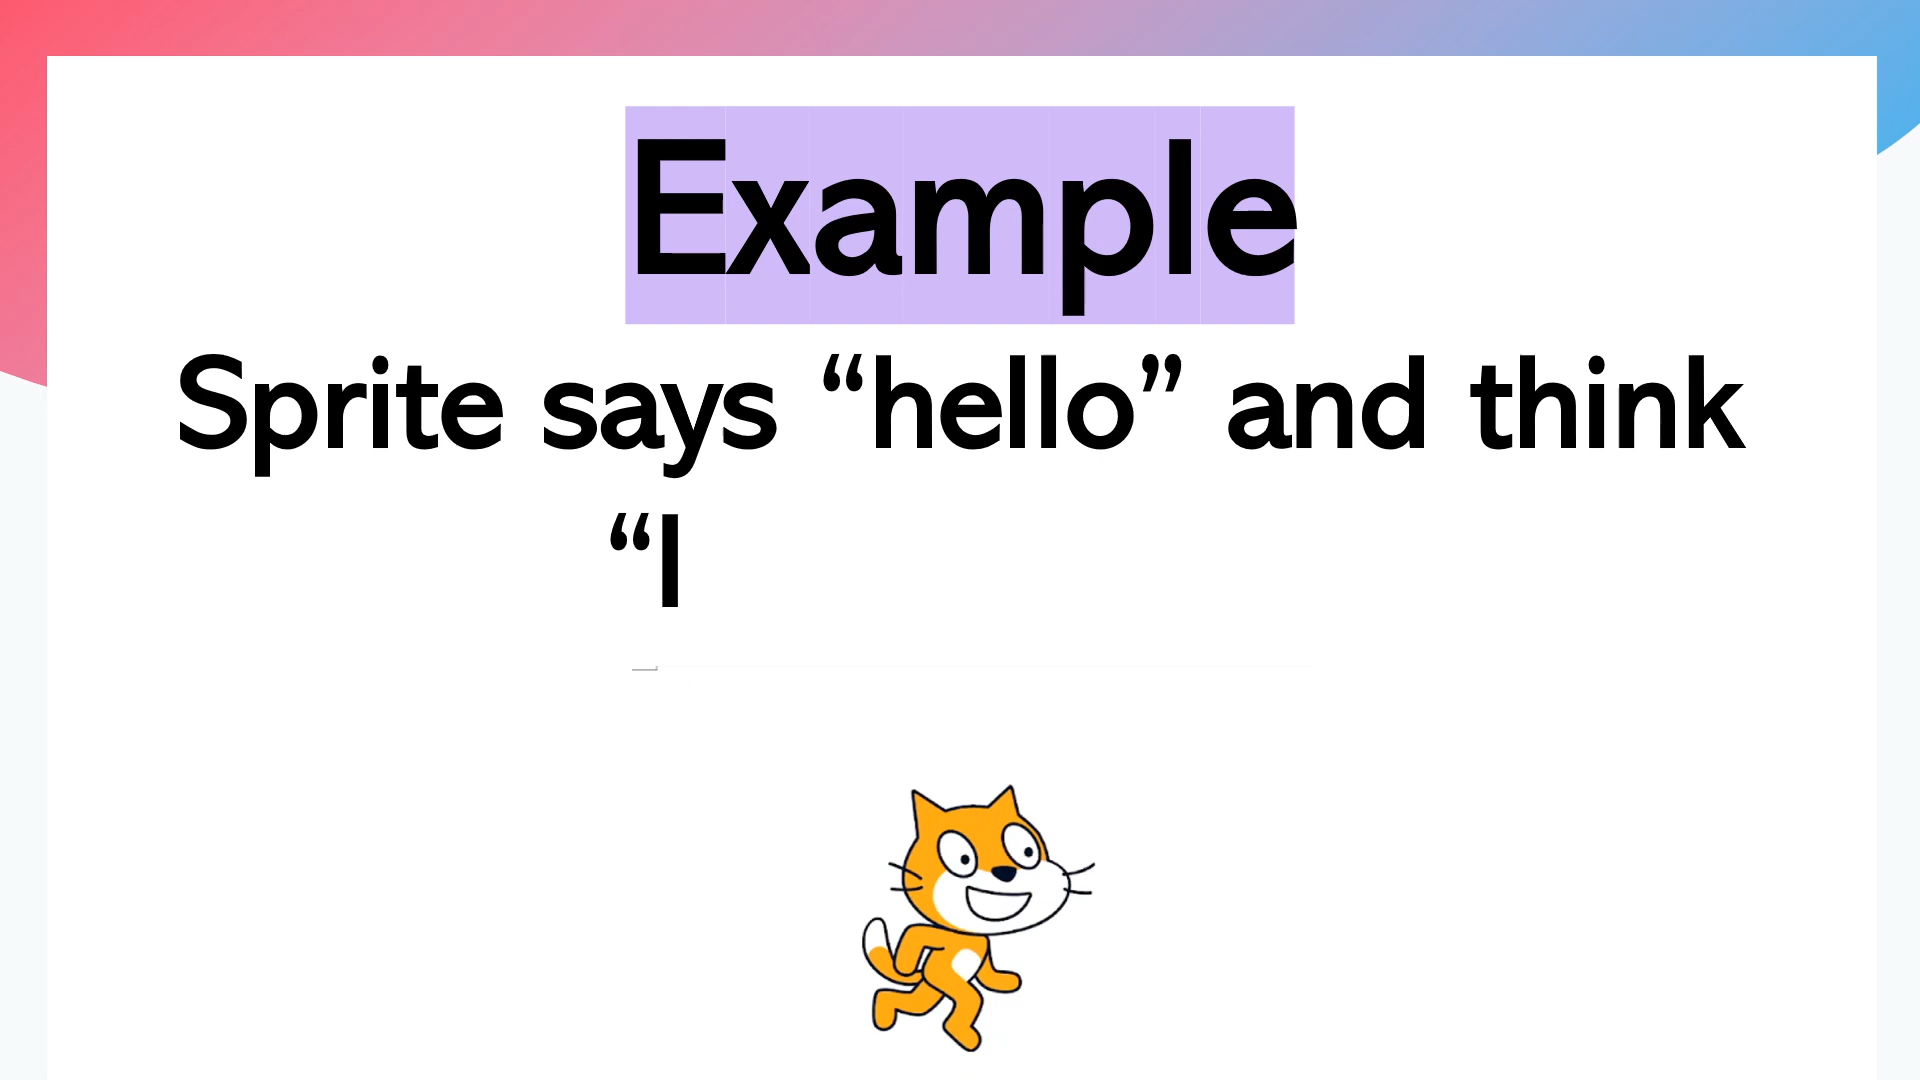 Example
Sprite says “hello” and think
“I